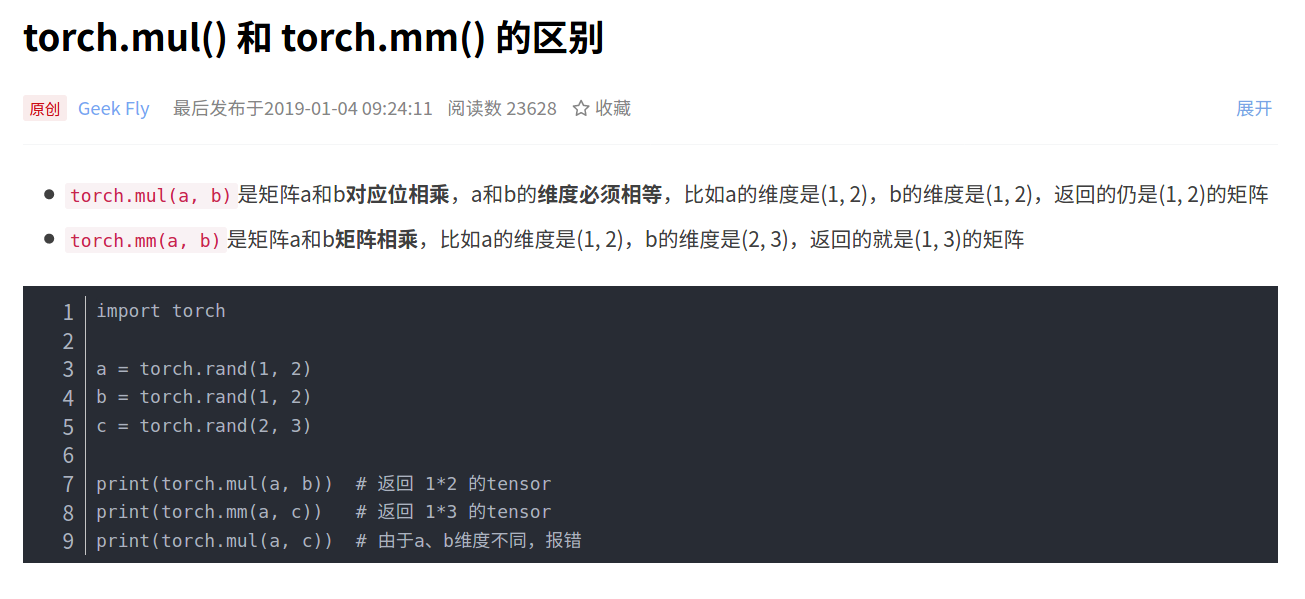 torch.mul() 和 torch.mm() 的区别
原创 Geek Fly 最后发布于2019-01-04 09:24:11 阅读数 23628 收藏 展开
torch.mul(a, b)是矩阵a和b对应位相乘，a和b的维度必须相等，比如a的维度是(1, 2)，b的维度是(1, 2)，返回的仍是(1, 2)的矩阵
torch.mm(a, b)是矩阵a和b矩阵相乘，比如a的维度是(1, 2)，b的维度是(2, 3)，返回的就是(1, 3)的矩阵
1 import torch
2
3 a = torch.rand(1, 2)
4 b = torch.rand(1, 2)
5 c = torch.rand(2, 3)
6
7 print(torch.mul(a, b))  # 返回 1*2 的tensor
8 print(torch.mm(a, c))   # 返回 1*3 的tensor
9 print(torch.mul(a, c))  # 由于a、b维度不同，报错